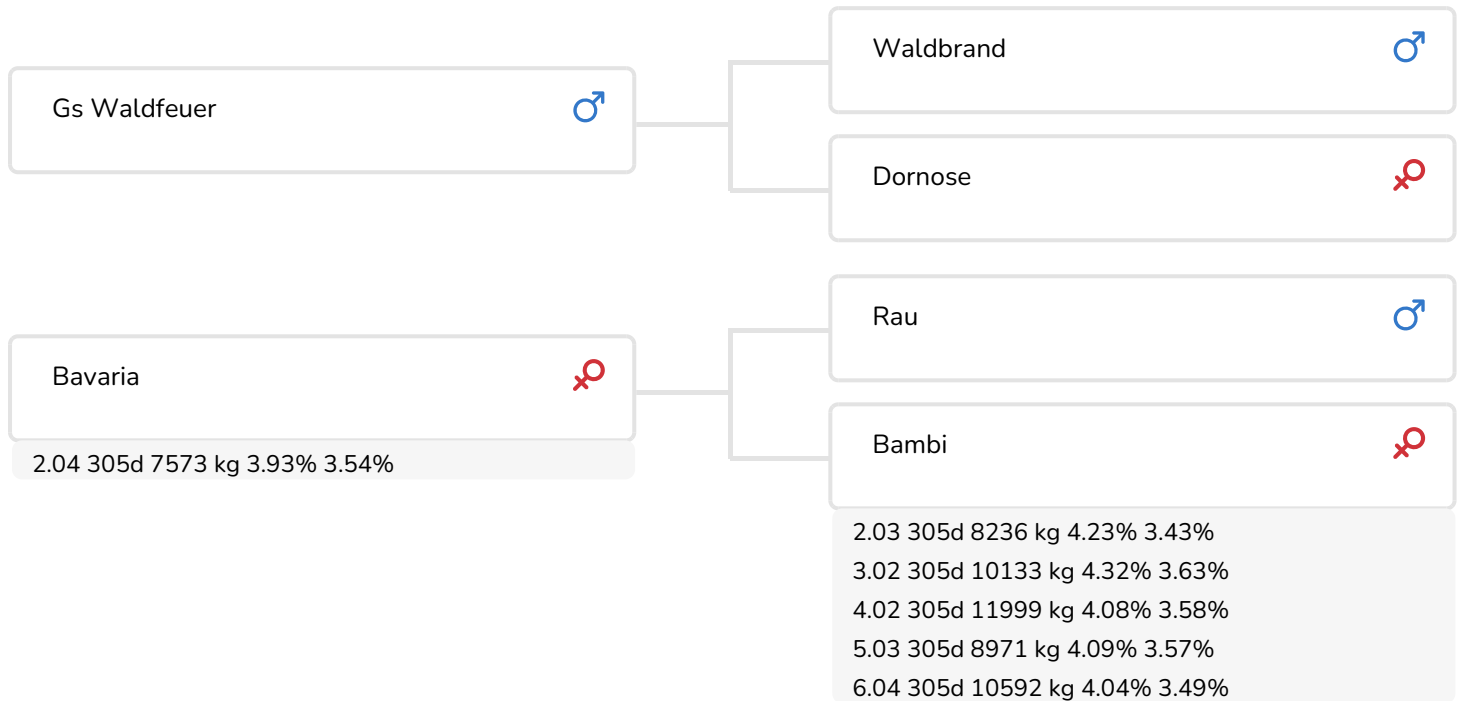 Gs Waldfeuer
Waldbrand
Dornose
Bavaria
2.04 305d 7573 kg 3.93% 3.54%
Rau
Bambi
2.03 305d 8236 kg 4.23% 3.43%
3.02 305d 10133 kg 4.32% 3.63%
4.02 305d 11999 kg 4.08% 3.58%
5.03 305d 8971 kg 4.09% 3.57%
6.04 305d 10592 kg 4.04% 3.49%